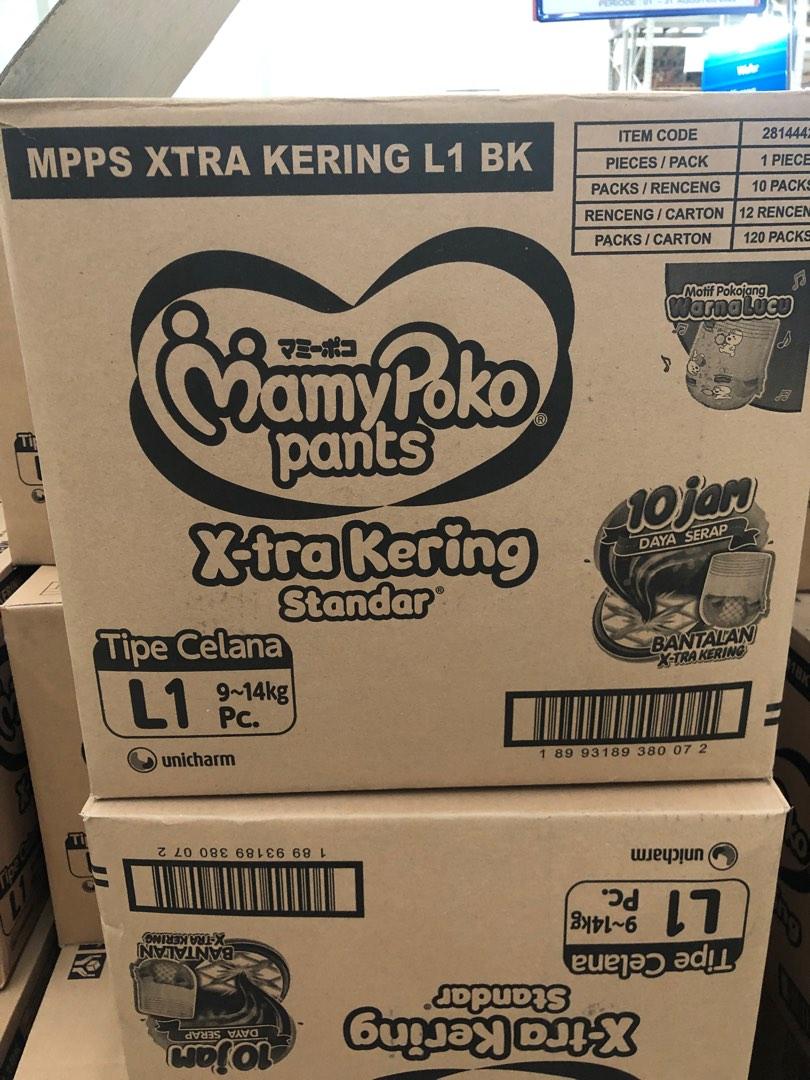 MPPS XTRA KERING L1 BK
ITEM CODE
PIECES / PACK 1 PIECE
PACKS / RENCENG 10 PACKS
RENCENG / CARTON 12 RENCEN
PACKS / CARTON 120 PACKS
Motif Pokojang
Warna Lucu
マミーポコ
MamyPoko®
pants
X-tra Kering
Standar®
10 jam
DAYA SERAP
BANTALAN
X-TRA KERING
Tipe Celana
L1 9~14kg
Pc.
unicharm
1 89 93189 380 07 2
1 89 93189 380 07 2
unicharm
L1 9~14kg
Pc.
Tipe Celana
BANTALAN
X-TRA KERING
DAYA SERAP
10 jam
Standar®
X-tra Kering